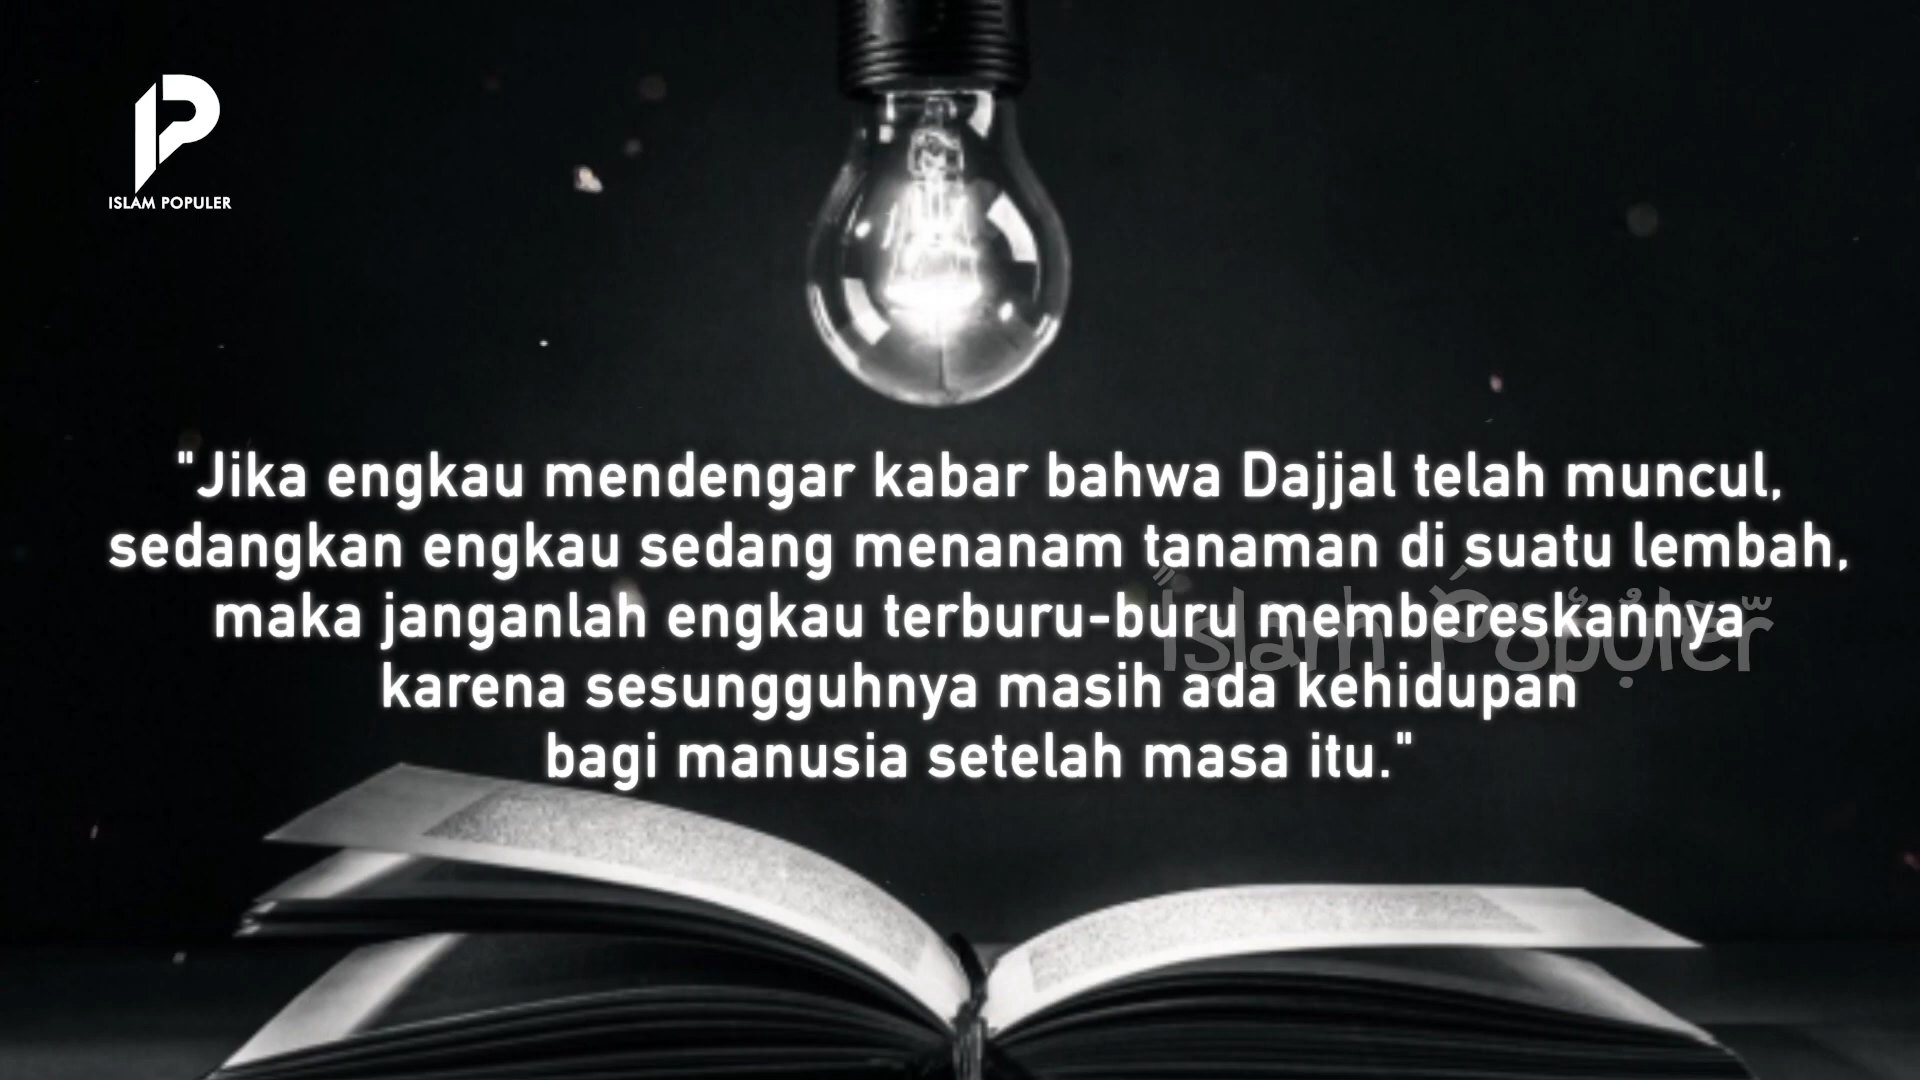 ISLAM POPULER
"Jika engkau mendengar kabar bahwa Dajjal telah muncul,
sedangkan engkau sedang menanam tanaman di suatu lembah,
maka janganlah engkau terburu-buru membereskannya
Islam Populer
karena sesungguhnya masih ada kehidupan
bagi manusia setelah masa itu."